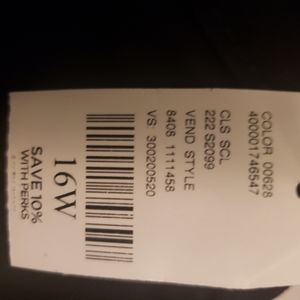 COLOR 00628
400001746547
CLS SCL
222 S2099
VEND STYLE
8408 1111458
VS 300200520
16W
SAVE 10%
WITH PERKS